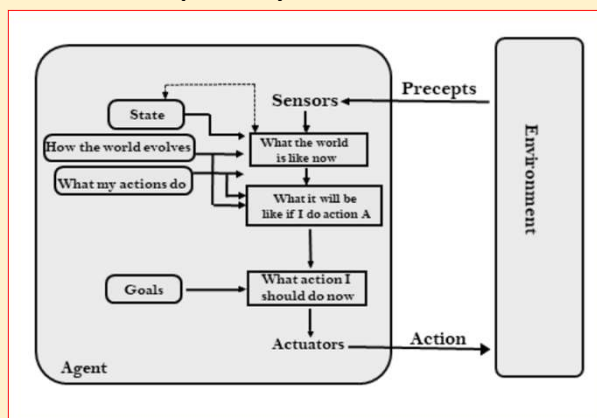 Precepts
Sensors
State
How the world evolves
What the world
is like now
What my actions do
What it will be
like if I do action A
Environment
Goals
What action I
should do now
Actuators
Action
Agent